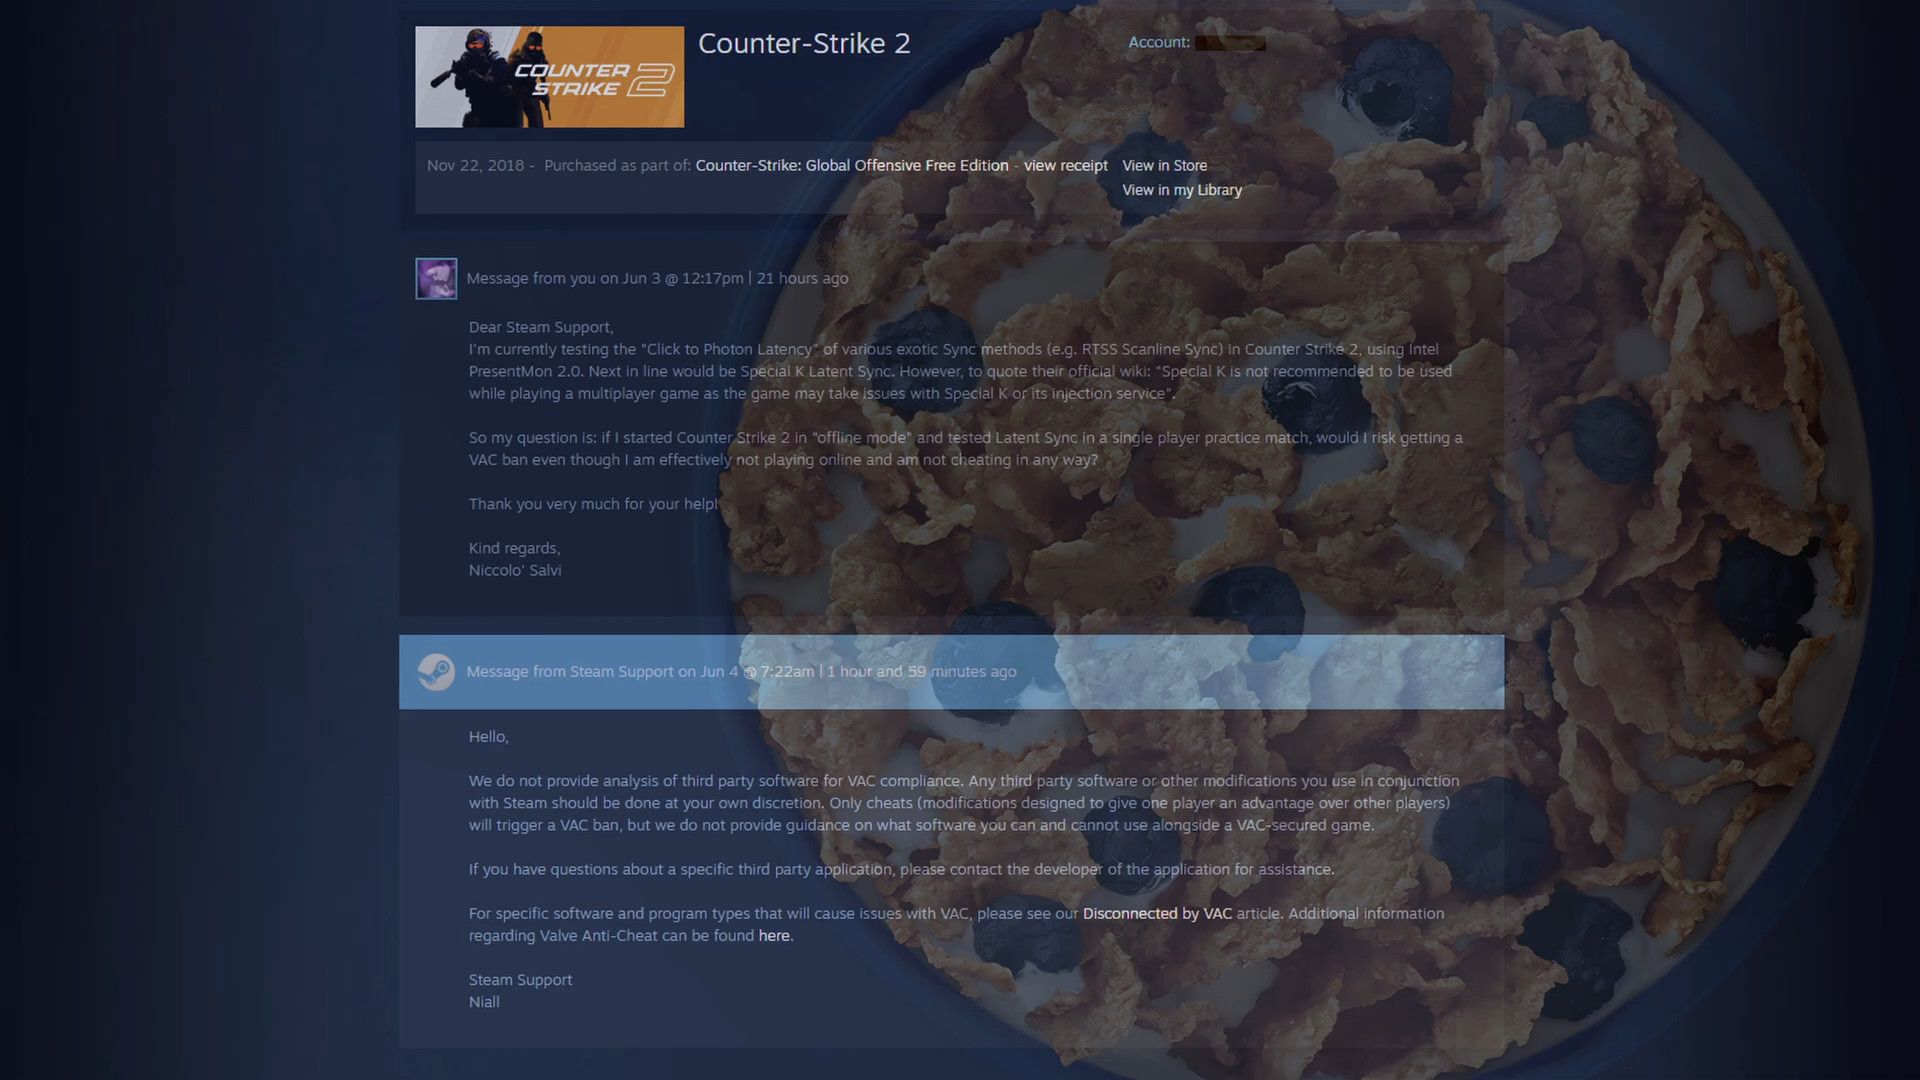 COUNTER
STRIKE 2
Counter-Strike 2
Account:
Nov 22, 2018 - Purchased as part of: Counter-Strike: Global Offensive Free Edition - view receipt
View in Store
View in my Library
Message from you on Jun 3 @ 12:17pm | 21 hours ago
Dear Steam Support,
I'm currently testing the "Click to Photon Latency" of various exotic Sync methods (e.g. RTSS Scanline Sync) in Counter Strike 2, using Intel
PresentMon 2.0. Next in line would be Special K Latent Sync. However, to quote their official wiki: "Special K is not recommended to be used
while playing a multiplayer game as the game may take issues with Special K or its injection service".
So my question is: if I started Counter Strike 2 in "offline mode" and tested Latent Sync in a single player practice match, would I risk getting a
VAC ban even though I am effectively not playing online and am not cheating in any way?
Thank you very much for your help!
Kind regards,
Niccolo' Salvi
Message from Steam Support on Jun 4 @ 7:22am | 1 hour and 59 minutes ago
Hello,
We do not provide analysis of third party software for VAC compliance. Any third party software or other modifications you use in conjunction
with Steam should be done at your own discretion. Only cheats (modifications designed to give one player an advantage over other players)
will trigger a VAC ban, but we do not provide guidance on what software you can and cannot use alongside a VAC-secured game.
If you have questions about a specific third party application, please contact the developer of the application for assistance.
For specific software and program types that will cause issues with VAC, please see our Disconnected by VAC article. Additional information
regarding Valve Anti-Cheat can be found here.
Steam Support
Niall